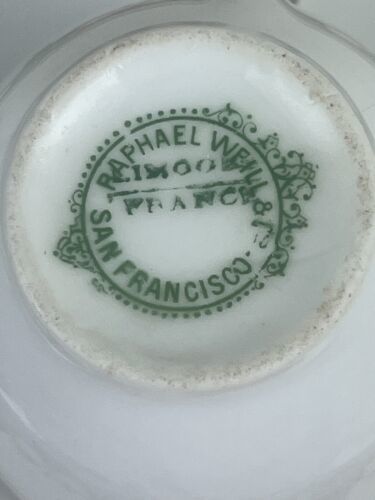 RAPHAEL WEILL & Co
LIMOGES
FRANCE
SAN FRANCISCO